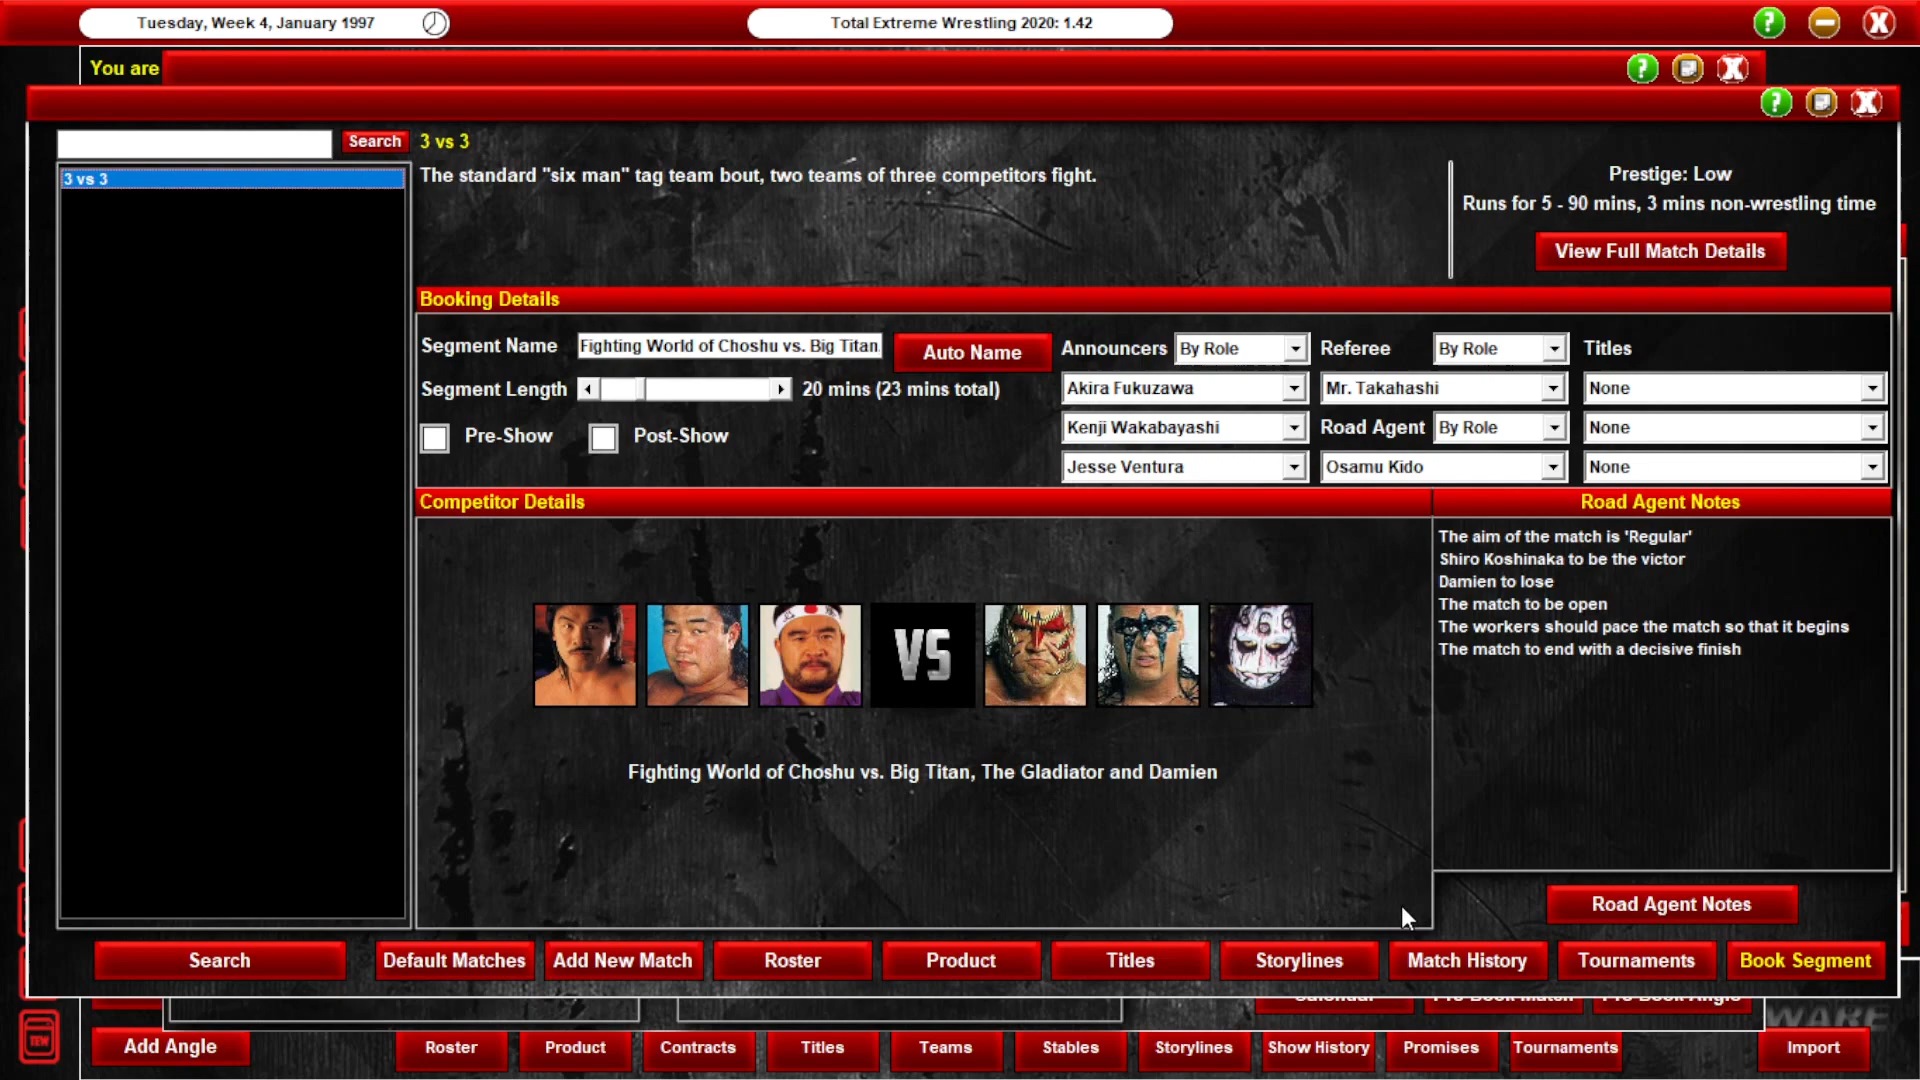 Tuesday, Week 4, January 1997
Total Extreme Wrestling 2020: 1.42
You are
Search
3 vs 3
3 vs 3
The standard "six man" tag team bout, two teams of three competitors fight.
Prestige: Low
Runs for 5 - 90 mins, 3 mins non-wrestling time
View Full Match Details
Booking Details
Segment Name
Fighting World of Choshu vs. Big Titan,
Auto Name
Announcers
By Role
Referee
By Role
Titles
Segment Length
20 mins (23 mins total)
Akira Fukuzawa
Mr. Takahashi
None
Pre-Show
Post-Show
Kenji Wakabayashi
Road Agent
By Role
None
Jesse Ventura
Osamu Kido
None
Competitor Details
Road Agent Notes
The aim of the match is 'Regular'
Shiro Koshinaka to be the victor
Damien to lose
The match to be open
The workers should pace the match so that it begins
The match to end with a decisive finish
VS
Fighting World of Choshu vs. Big Titan, The Gladiator and Damien
Road Agent Notes
Search
Default Matches
Add New Match
Roster
Product
Titles
Storylines
Match History
Tournaments
Book Segment
Calendar
Pre Book Match
Pre Book Angle
WARE
TEW
Add Angle
Roster
Product
Contracts
Titles
Teams
Stables
Storylines
Show History
Promises
Tournaments
Import